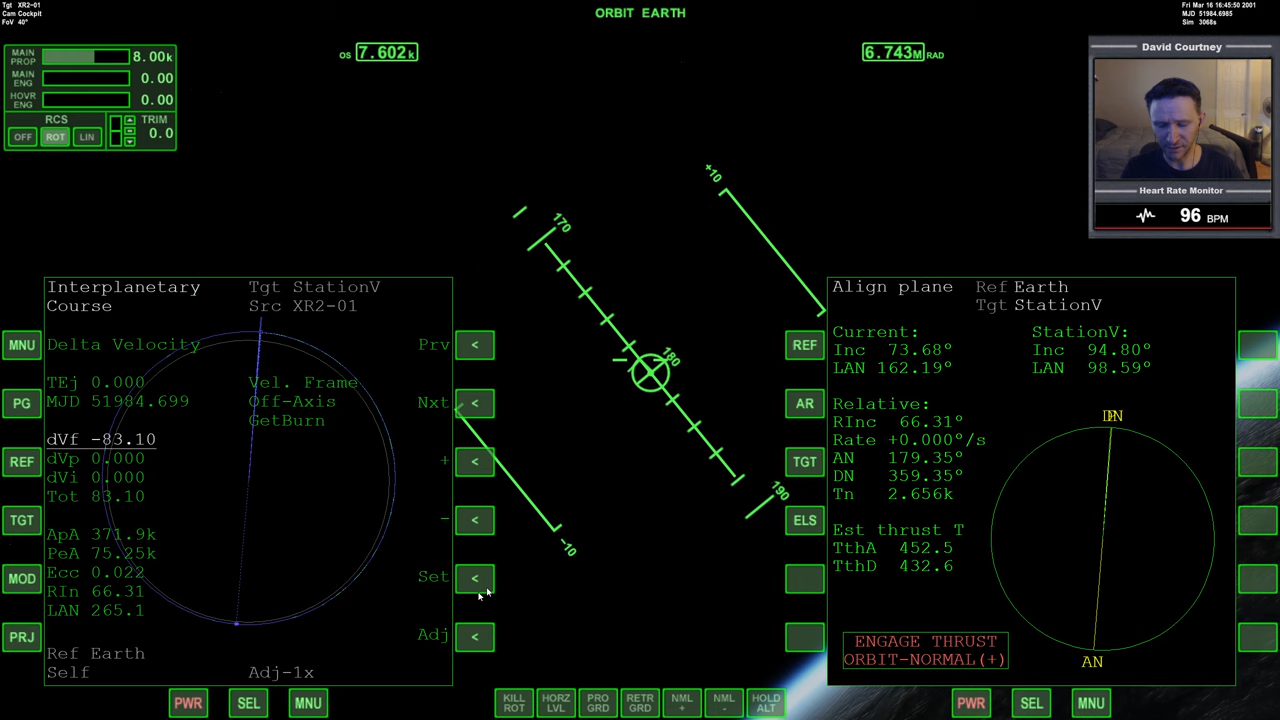 Tgt XR2-01
Cam Cockpit
FoV 40°
ORBIT EARTH
Fri Mar 16 16:45:50 2001
MJD 51984.6985
Sim 3068s
MAIN PROP 8.00k
MAIN ENG 0.00
HOVR ENG 0.00
RCS
TRIM
0.0
OFF ROT LIN
OS 7.602k
6.743M RAD
David Courtney
Heart Rate Monitor
96 BPM
+10
170
180
190
-10
Interplanetary Tgt StationV
Course Src XR2-01
Delta Velocity
TEj 0.000 Vel. Frame
MJD 51984.699 Off-Axis
GetBurn
dVf -83.10
dVp 0.000
dVi 0.000
Tot 83.10
ApA 371.9k
PeA 75.25k
Ecc 0.022
RIn 66.31
LAN 265.1
Ref Earth
Self Adj-1x
MNU
PG
REF
TGT
MOD
PRJ
Prv <
Nxt <
+ <
- <
Set <
Adj <
PWR SEL MNU
KILL ROT
HORZ LVL
PRO GRD
RETR GRD
NML +
NML -
HOLD ALT
REF
AR
TGT
ELS
Align plane Ref Earth
Tgt StationV
Current: StationV:
Inc 73.68° Inc 94.80°
LAN 162.19° LAN 98.59°
Relative:
RInc 66.31°
Rate +0.000°/s
AN 179.35°
DN 359.35°
Tn 2.656k
Est thrust T
TthA 452.5
TthD 432.6
AN
ENGAGE THRUST
ORBIT-NORMAL(+)
PWR SEL MNU